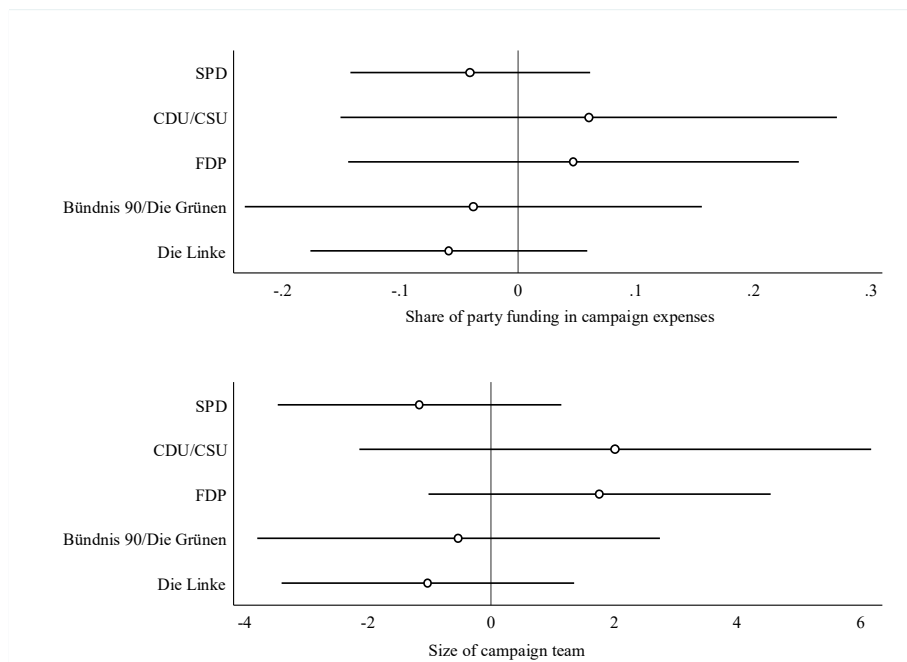 SPD
CDU/CSU
FDP
Bündnis 90/Die Grünen
Die Linke
-.2 -.1 0 .1 .2 .3
Share of party funding in campaign expenses
SPD
CDU/CSU
FDP
Bündnis 90/Die Grünen
Die Linke
-4 -2 0 2 4 6
Size of campaign team